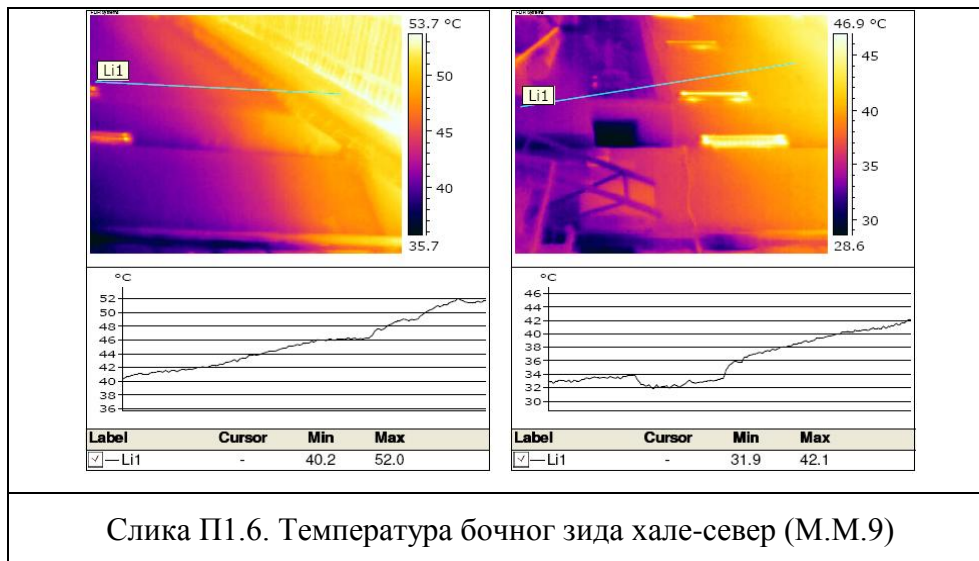 53.7 °C
50
45
40
35.7
Li1
46.9 °C
45
40
35
30
28.6
Li1
°C
52
50
48
46
44
42
40
38
36
Label Cursor Min Max
Li1 - 40.2 52.0
°C
46
44
42
40
38
36
34
32
30
Label Cursor Min Max
Li1 - 31.9 42.1
Слика П1.6. Температура бочног зида хале-север (М.М.9)